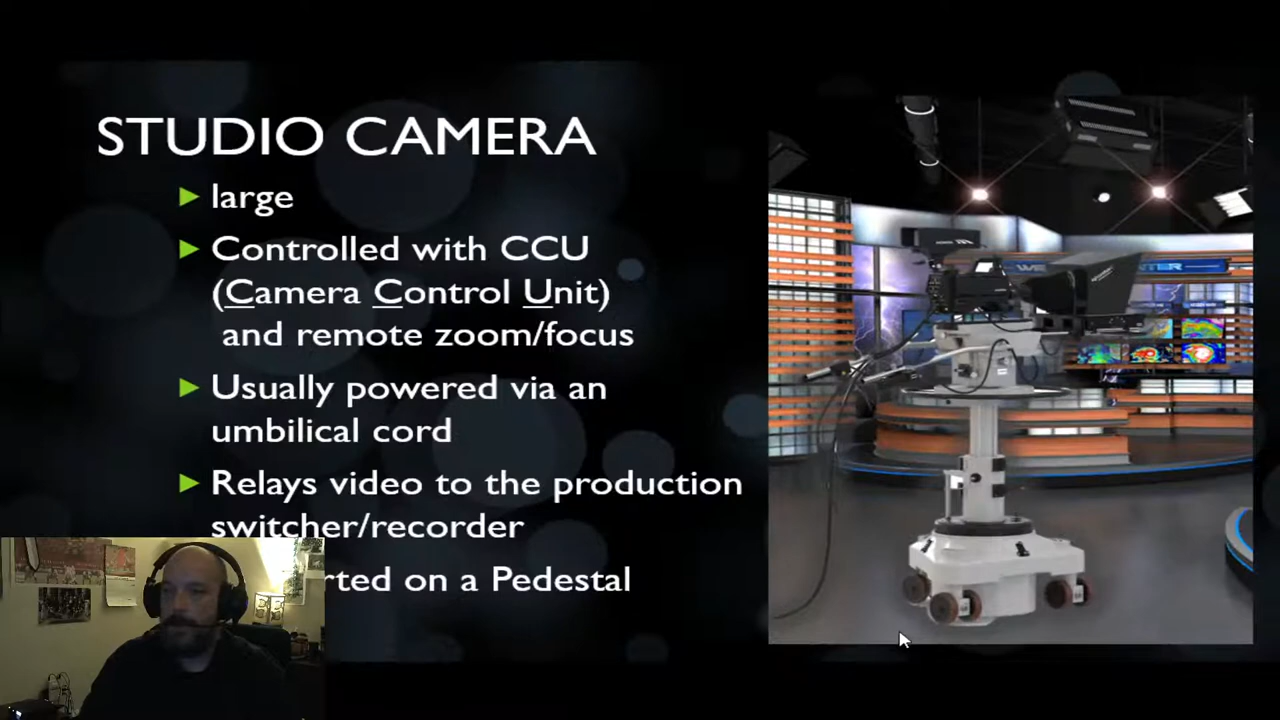 STUDIO CAMERA
large
Controlled with CCU
(Camera Control Unit)
and remote zoom/focus
Usually powered via an
umbilical cord
Relays video to the production
switcher/recorder
on a Pedestal